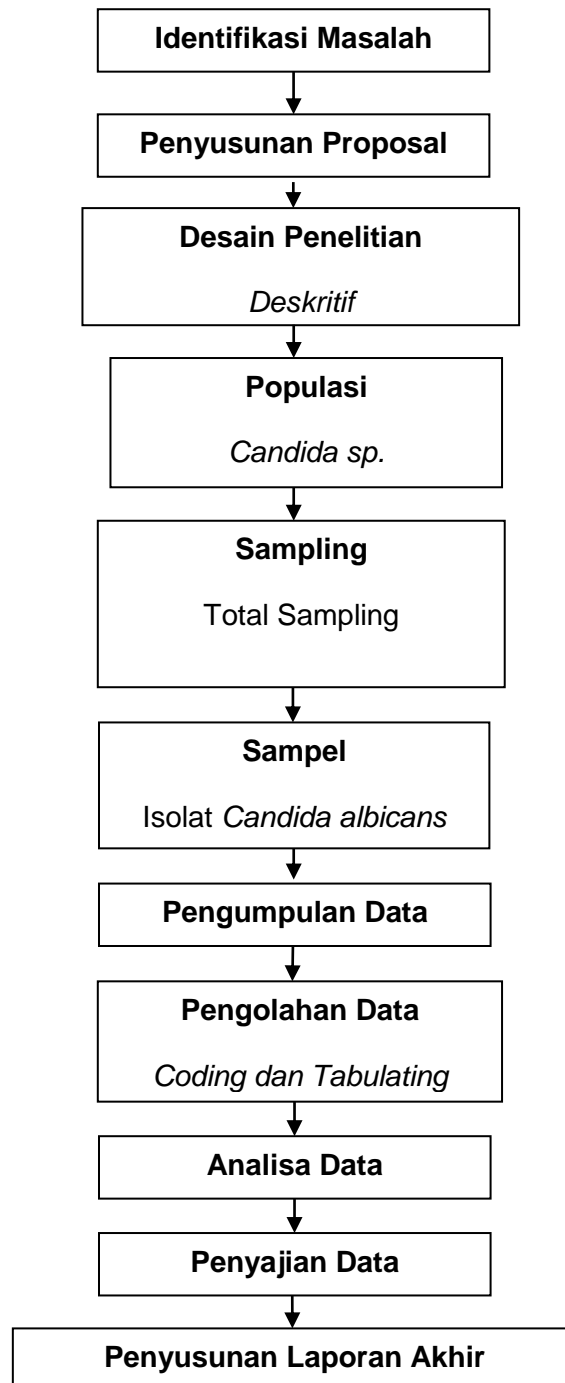 Identifikasi Masalah
Penyusunan Proposal
Desain Penelitian
Deskritif
Populasi
Candida sp.
Sampling
Total Sampling
Sampel
Isolat Candida albicans
Pengumpulan Data
Pengolahan Data
Coding dan Tabulating
Analisa Data
Penyajian Data
Penyusunan Laporan Akhir